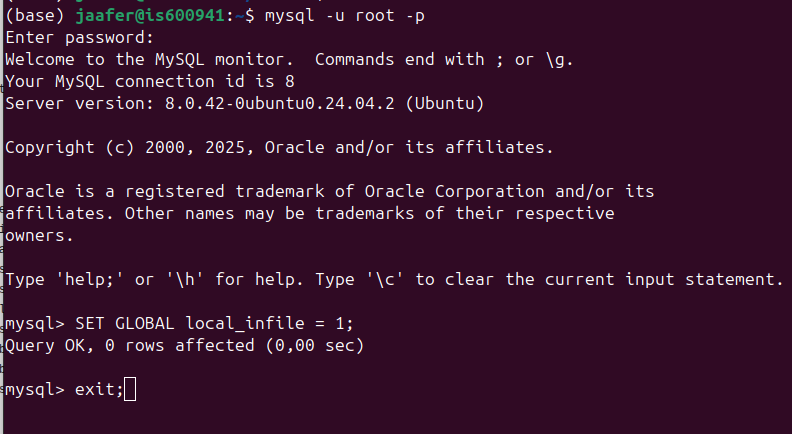 (base) jaafer@is600941:~$ mysql -u root -p
Enter password:
Welcome to the MySQL monitor.  Commands end with ; or \g.
Your MySQL connection id is 8
Server version: 8.0.42-0ubuntu0.24.04.2 (Ubuntu)

Copyright (c) 2000, 2025, Oracle and/or its affiliates.

Oracle is a registered trademark of Oracle Corporation and/or its
affiliates. Other names may be trademarks of their respective
owners.

Type 'help;' or '\h' for help. Type '\c' to clear the current input statement.

mysql> SET GLOBAL local_infile = 1;
Query OK, 0 rows affected (0,00 sec)

mysql> exit;